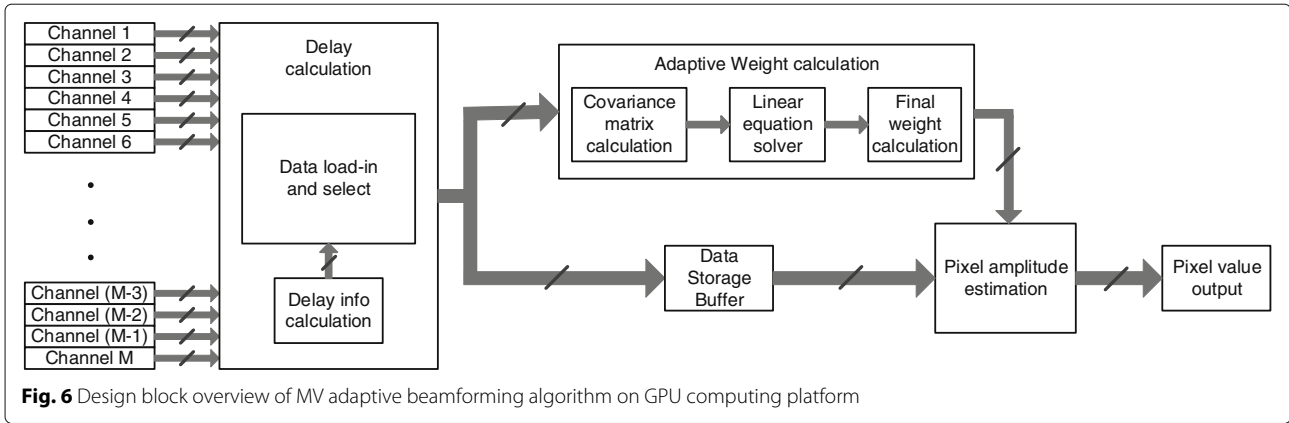 Channel 1
Channel 2
Channel 3
Channel 4
Channel 5
Channel 6
Channel (M-3)
Channel (M-2)
Channel (M-1)
Channel M
Delay
calculation
Data load-in
and select
Delay info
calculation
Adaptive Weight calculation
Covariance
matrix
calculation
Linear
equation
solver
Final
weight
calculation
Data
Storage
Buffer
Pixel amplitude
estimation
Pixel value
output
Fig. 6 Design block overview of MV adaptive beamforming algorithm on GPU computing platform